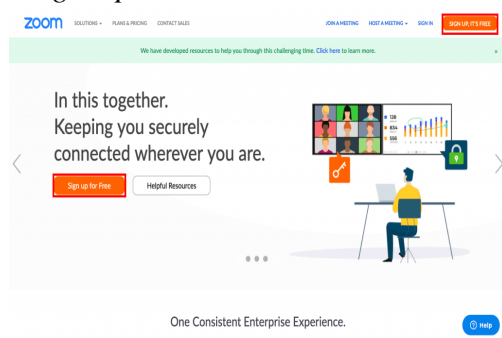 zoom
SOLUTIONS PLANS & PRICING CONTACT SALES JOIN A MEETING HOST A MEETING SIGN IN SIGN UP, IT'S FREE
We have developed resources to help you through this challenging time. Click here to learn more.
In this together.
Keeping you securely
connected wherever you are.
Sign up for Free Helpful Resources
One Consistent Enterprise Experience.
Help